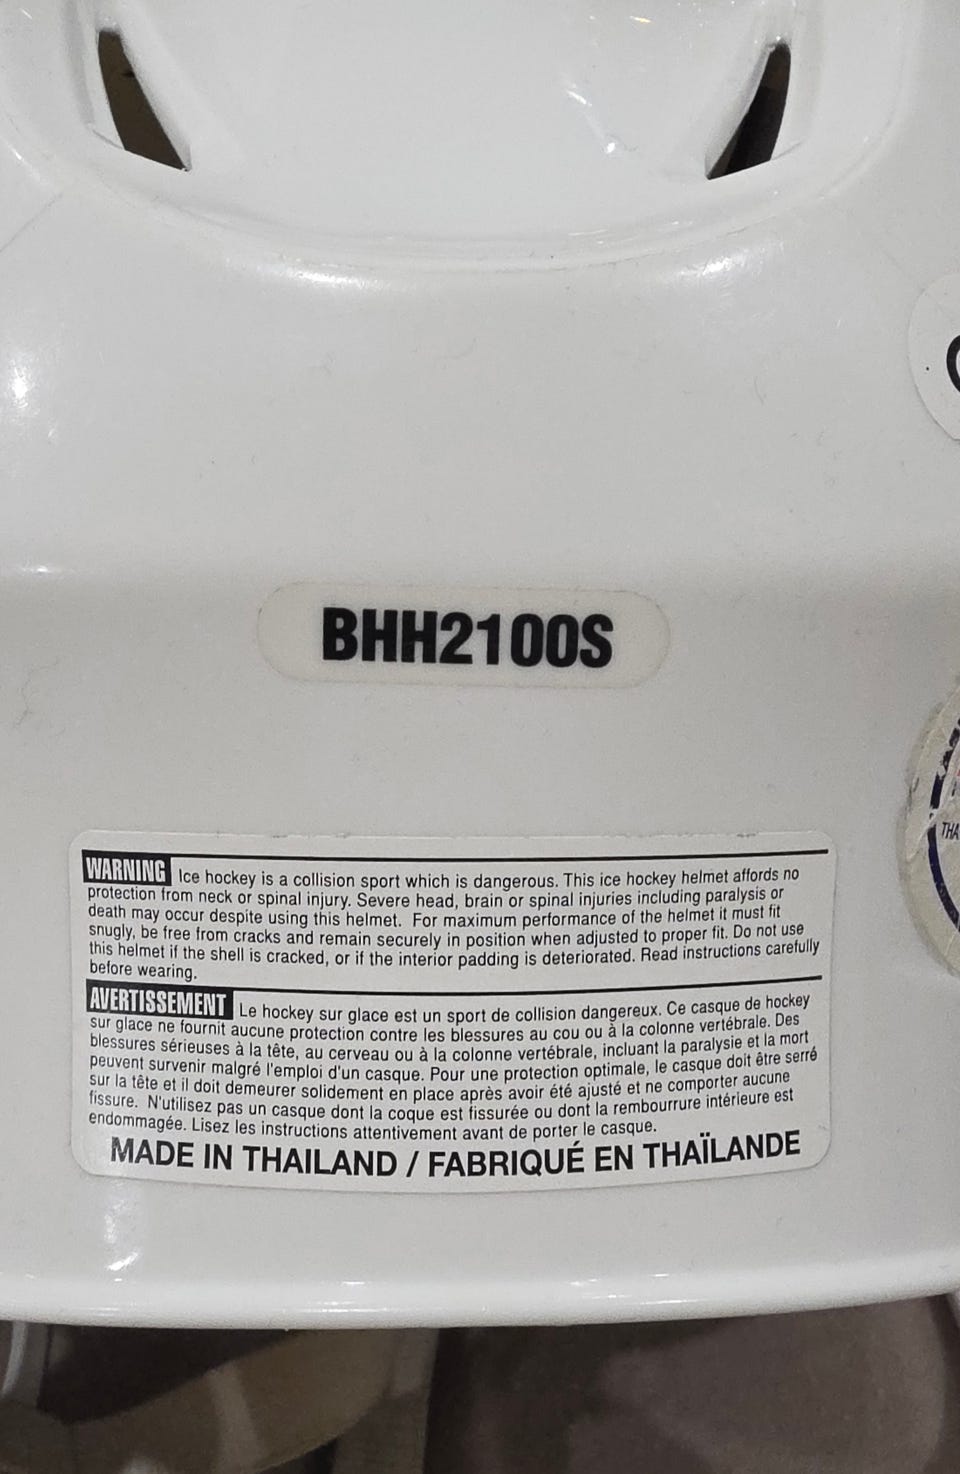 BHH2100S
WARNING Ice hockey is a collision sport which is dangerous. This ice hockey helmet affords no
protection from neck or spinal injury. Severe head, brain or spinal injuries including paralysis or
death may occur despite using this helmet. For maximum performance of the helmet it must fit
snugly, be free from cracks and remain securely in position when adjusted to proper fit. Do not use
this helmet if the shell is cracked, or if the interior padding is deteriorated. Read instructions carefully
before wearing.
AVERTISSEMENT Le hockey sur glace est un sport de collision dangereux. Ce casque de hockey
sur glace ne fournit aucune protection contre les blessures au cou ou à la colonne vertébrale. Des
blessures sérieuses à la tête, au cerveau ou à la colonne vertébrale, incluant la paralysie et la mort
peuvent survenir malgré l'emploi d'un casque. Pour une protection optimale, le casque doit être serré
sur la tête et il doit demeurer solidement en place après avoir été ajusté et ne comporter aucune
fissure. N'utilisez pas un casque dont la coque est fissurée ou dont la rembourrure intérieure est
endommagée. Lisez les instructions attentivement avant de porter le casque.
MADE IN THAILAND / FABRIQUÉ EN THAÏLANDE